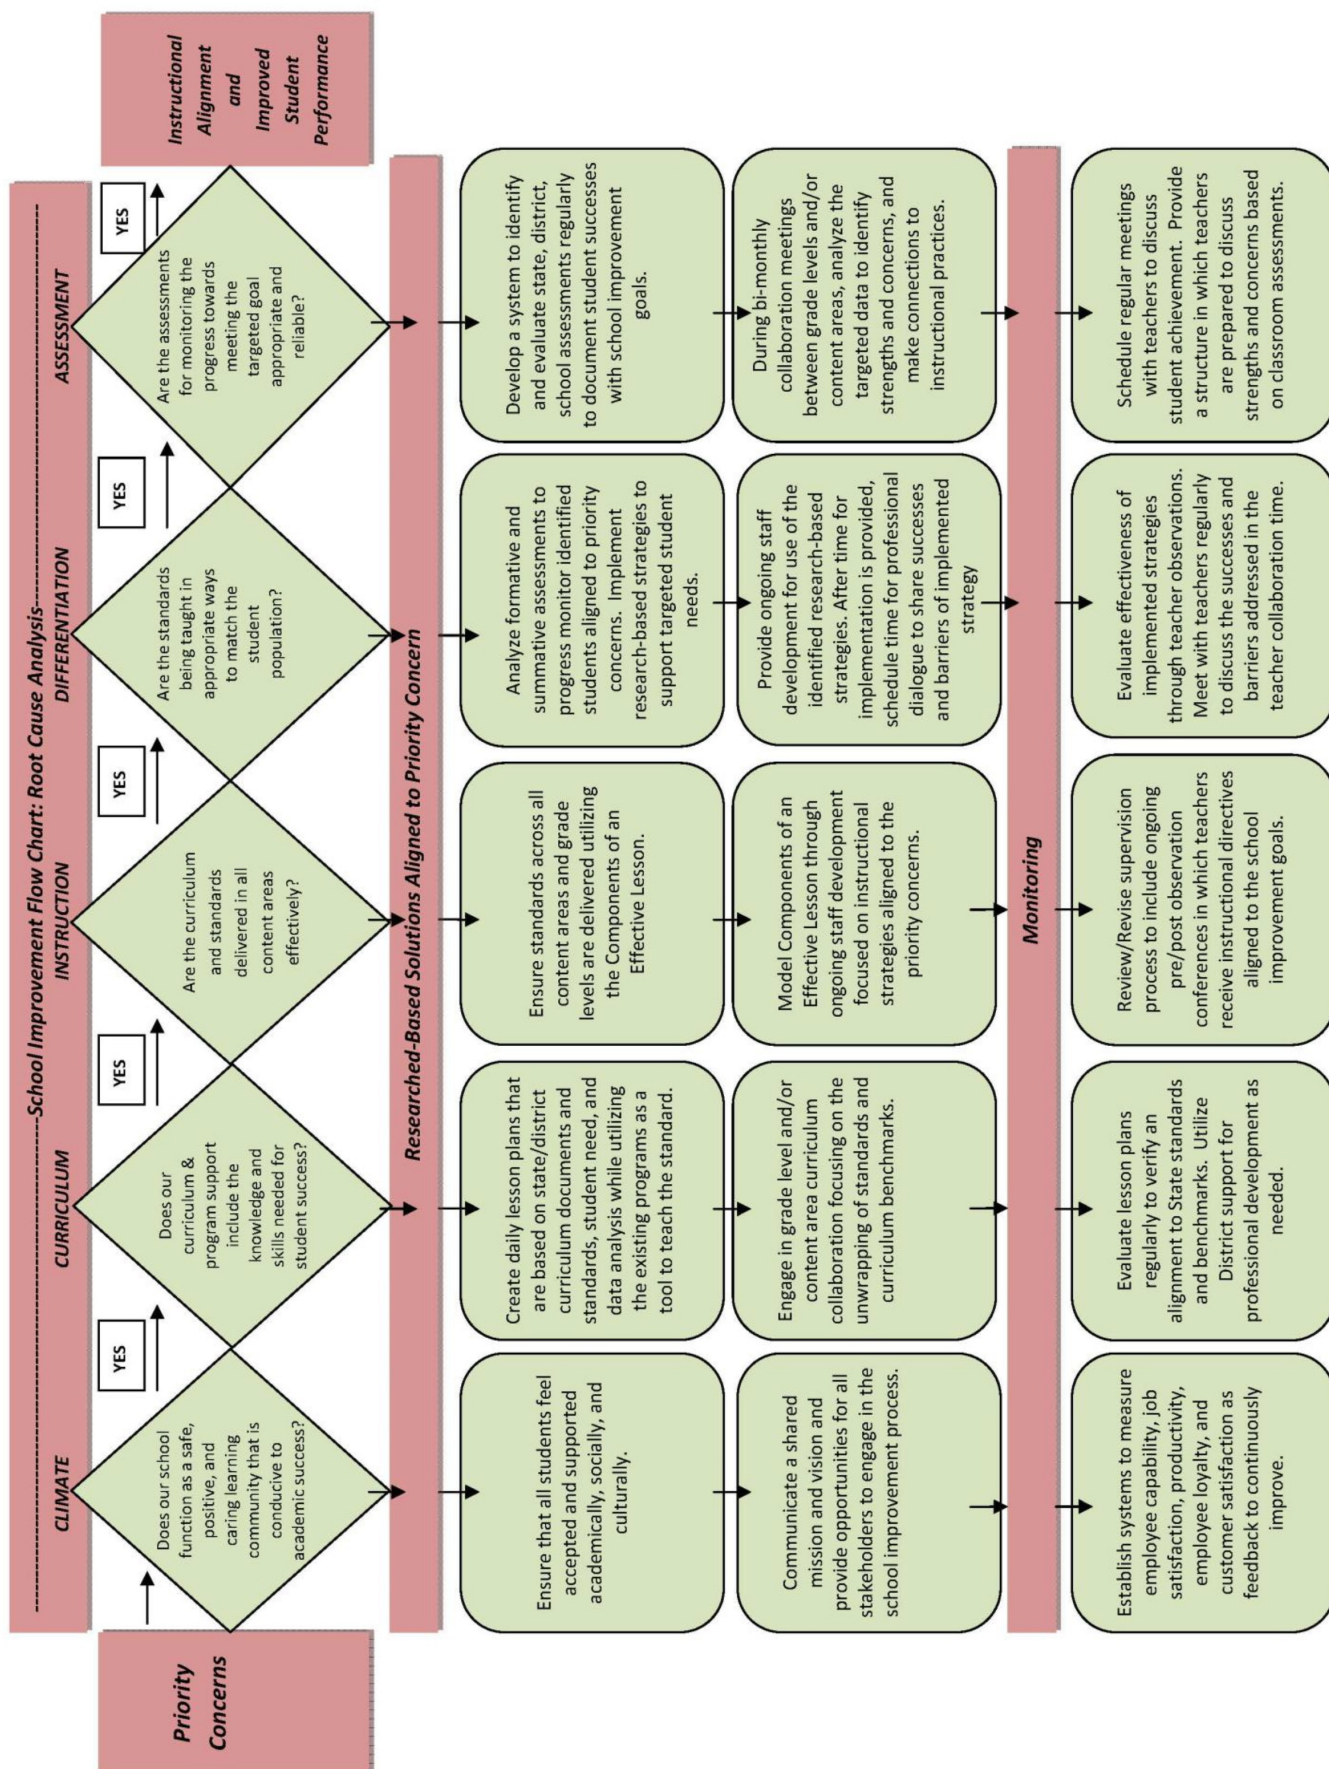 ---School Improvement Flow Chart: Root Cause Analysis---
CLIMATE
CURRICULUM
INSTRUCTION
DIFFERENTIATION
ASSESSMENT
Priority
Concerns
Does our school
function as a safe,
positive, and
caring learning
community that is
conducive to
academic success?
YES
Does our
curriculum &
program support
include the
knowledge and
skills needed for
student success?
YES
Are the curriculum
and standards
delivered in all
content areas
effectively?
YES
Are the standards
being taught in
appropriate ways
to match the
student
population?
YES
Are the assessments
for monitoring the
progress towards
meeting the
targeted goal
appropriate and
reliable?
YES
Instructional
Alignment
and
Improved
Student
Performance
Researched-Based Solutions Aligned to Priority Concern
Ensure that all students feel
accepted and supported
academically, socially, and
culturally.
Create daily lesson plans that
are based on state/district
curriculum documents and
standards, student need, and
data analysis while utilizing
the existing programs as a
tool to teach the standard.
Ensure standards across all
content areas and grade
levels are delivered utilizing
the Components of an
Effective Lesson.
Analyze formative and
summative assessments to
progress monitor identified
students aligned to priority
concerns. Implement
research-based strategies to
support targeted student
needs.
Develop a system to identify
and evaluate state, district,
school assessments regularly
to document student successes
with school improvement
goals.
Communicate a shared
mission and vision and
provide opportunities for all
stakeholders to engage in the
school improvement process.
Engage in grade level and/or
content area curriculum
collaboration focusing on the
unwrapping of standards and
curriculum benchmarks.
Model Components of an
Effective Lesson through
ongoing staff development
focused on instructional
strategies aligned to the
priority concerns.
Provide ongoing staff
development for use of the
identified research-based
strategies. After time for
implementation is provided,
schedule time for professional
dialogue to share successes
and barriers of implemented
strategy
During bi-monthly
collaboration meetings
between grade levels and/or
content areas, analyze the
targeted data to identify
strengths and concerns, and
make connections to
instructional practices.
Monitoring
Establish systems to measure
employee capability, job
satisfaction, productivity,
employee loyalty, and
customer satisfaction as
feedback to continuously
improve.
Evaluate lesson plans
regularly to verify an
alignment to State standards
and benchmarks. Utilize
District support for
professional development as
needed.
Review/Revise supervision
process to include ongoing
pre/post observation
conferences in which teachers
receive instructional directives
aligned to the school
improvement goals.
Evaluate effectiveness of
implemented strategies
through teacher observations.
Meet with teachers regularly
to discuss the successes and
barriers addressed in the
teacher collaboration time.
Schedule regular meetings
with teachers to discuss
student achievement. Provide
a structure in which teachers
are prepared to discuss
strengths and concerns based
on classroom assessments.